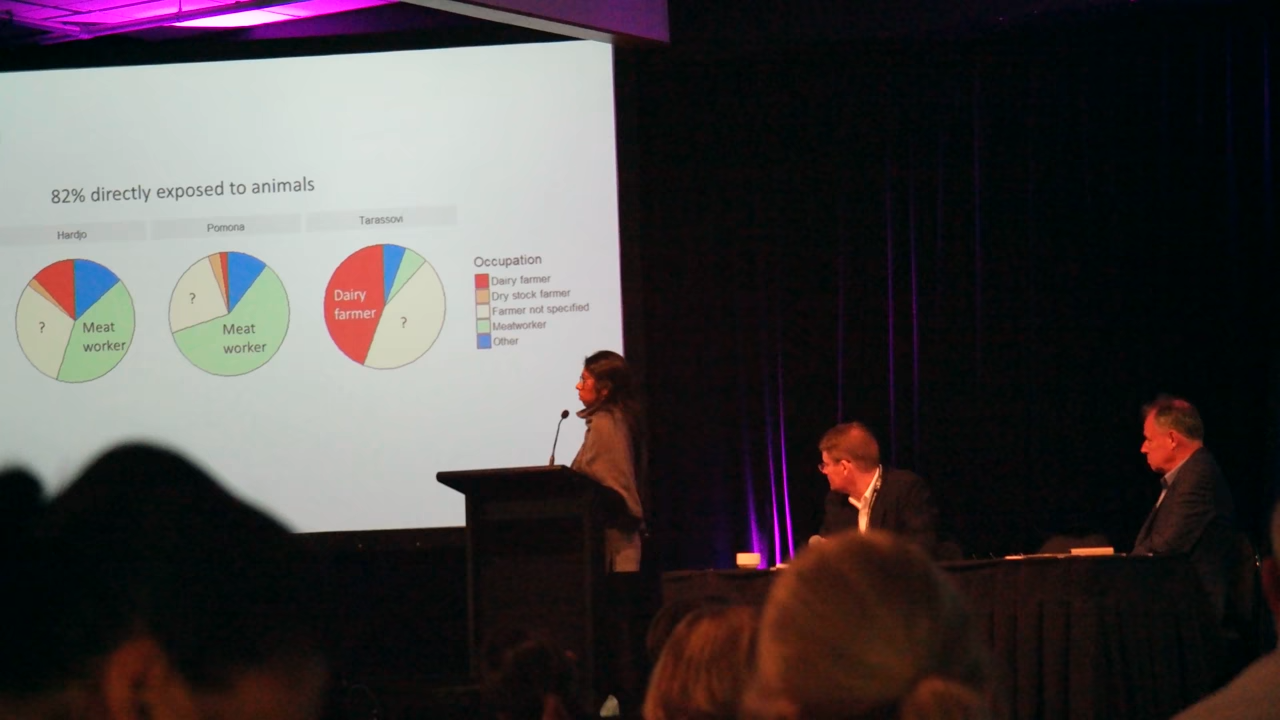 82% directly exposed to animals
Hardjo
Pomona
Tarassovi
?
Meat
worker
?
Meat
worker
Dairy
farmer
?
Occupation
Dairy farmer
Dry stock farmer
Farmer not specified
Meatworker
Other